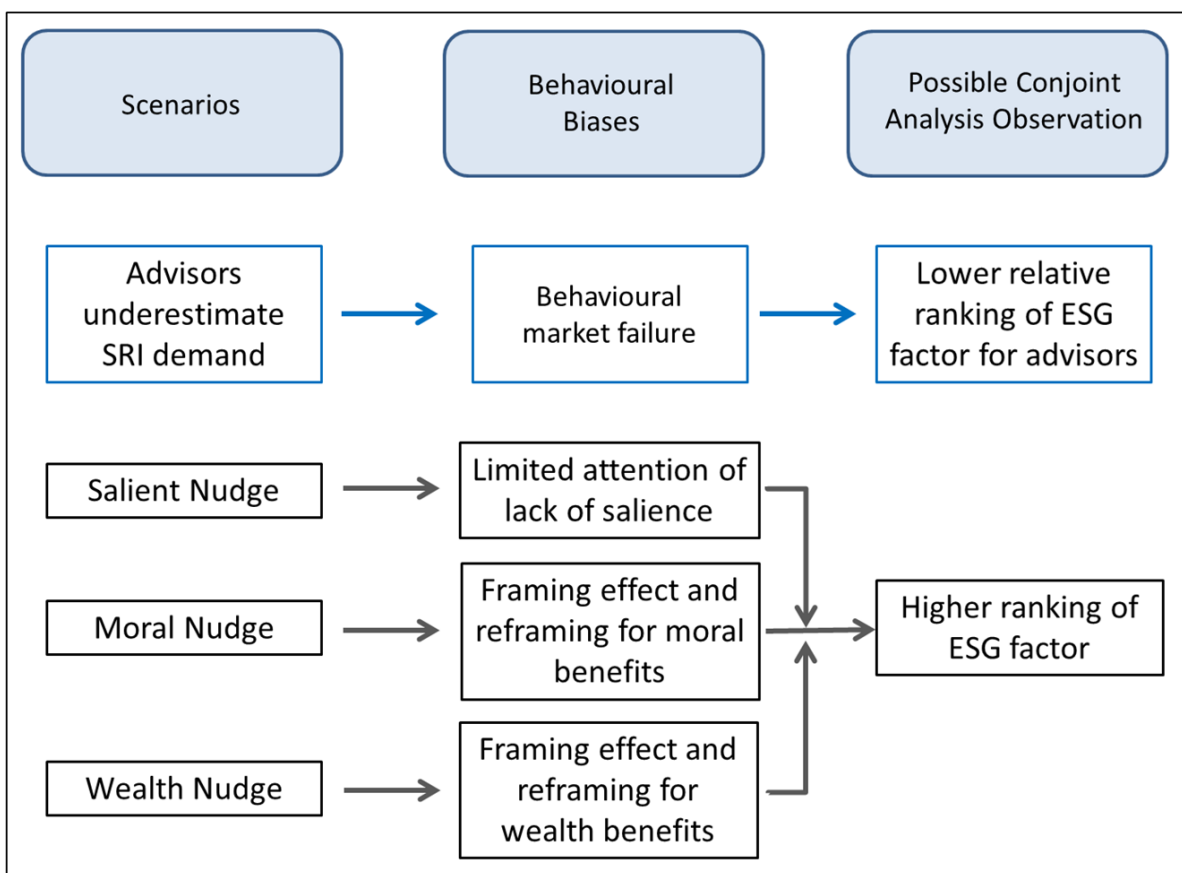 Scenarios
Behavioural
Biases
Possible Conjoint
Analysis Observation
Advisors
underestimate
SRI demand
Behavioural
market failure
Lower relative
ranking of ESG
factor for advisors
Salient Nudge
Limited attention of
lack of salience
Moral Nudge
Framing effect and
reframing for moral
benefits
Higher ranking of
ESG factor
Wealth Nudge
Framing effect and
reframing for
wealth benefits